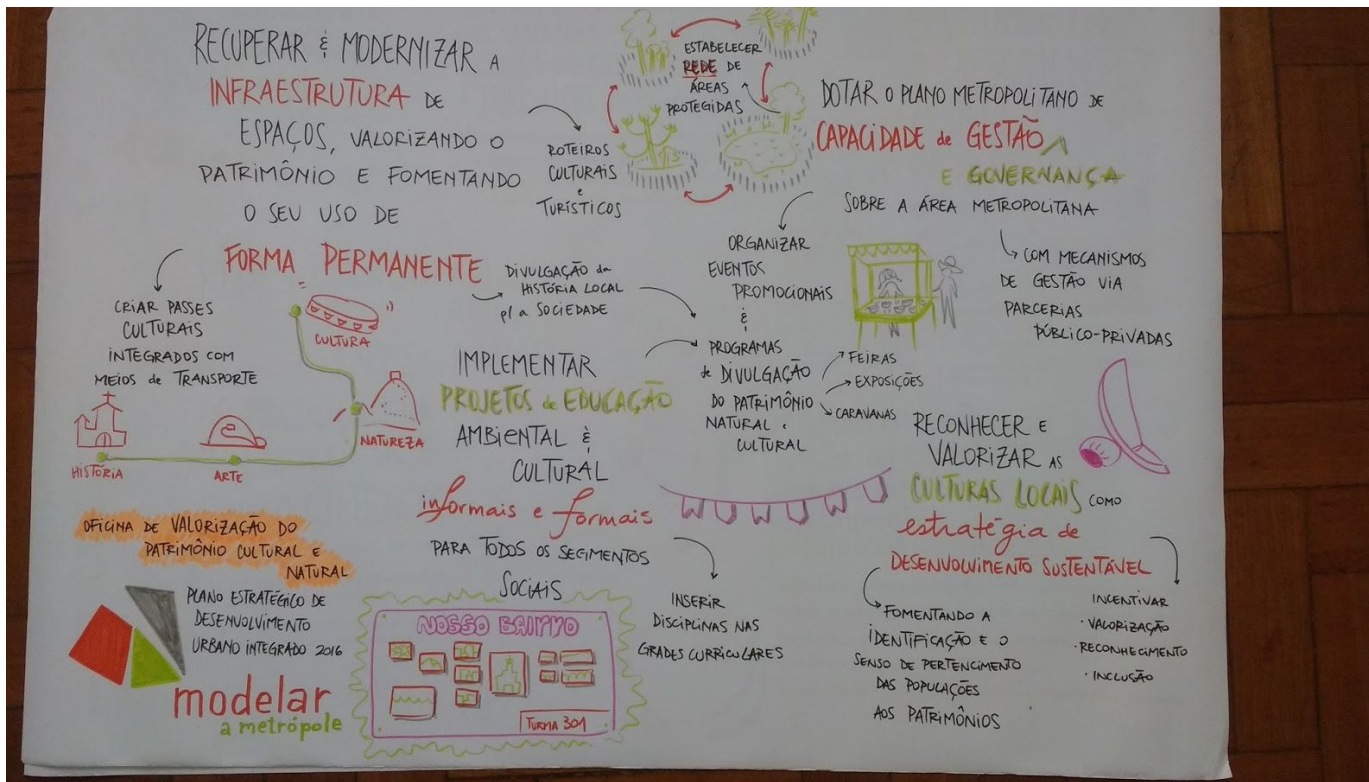 RECUPERAR & MODERNIZAR A
INFRAESTRUTURA DE
ESPAÇOS, VALORIZANDO O
PATRIMÔNIO E FOMENTANDO
O SEU USO DE
FORMA PERMANENTE
CRIAR PASSES
CULTURAIS
INTEGRADOS COM
MEIOS de TRANSPORTE
CULTURA
NATUREZA
HISTÓRIA
ARTE
ROTEIROS
CULTURAIS
e
TURÍSTICOS
ESTABELECER
REDE DE
ÁREAS
PROTEGIDAS
DIVULGAÇÃO da
HISTÓRIA LOCAL
p/ a SOCIEDADE
DOTAR O PLANO METROPOLITANO DE
CAPACIDADE de GESTÃO
E GOVERNANÇA
SOBRE A ÁREA METROPOLITANA
COM MECANISMOS
DE GESTÃO VIA
PARCERIAS
PÚBLICO-PRIVADAS
ORGANIZAR
EVENTOS
PROMOCIONAIS
&
PROGRAMAS
de DIVULGAÇÃO
DO PATRIMÔNIO
NATURAL e
CULTURAL
FEIRAS
EXPOSIÇÕES
CARAVANAS
IMPLEMENTAR
PROJETOS de EDUCAÇÃO
AMBIENTAL &
CULTURAL
informais e formais
PARA TODOS OS SEGIMENTOS
SOCIAIS
INSERIR
DISCIPLINAS NAS
GRADES CURRICULARES
NOSSO BAIRRO
TURMA 301
RECONHECER E
VALORIZAR AS
CULTURAS LOCAIS COMO
estratégia de
DESENVOLVIMENTO SUSTENTÁVEL
FOMENTANDO A
IDENTIFICAÇÃO E O
SENSO DE PERTENCIMENTO
DAS POPULAÇÕES
AOS PATRIMÔNIOS
INCENTIVAR
· VALORIZAÇÃO
· RECONHECIMENTO
· INCLUSÃO
OFICINA DE VALORIZAÇÃO DO
PATRIMÔNIO CULTURAL E
NATURAL
PLANO ESTRATÉGICO DE
DESENVOLVIMENTO
URBANO INTEGRADO 2016
modelar
a metrópole